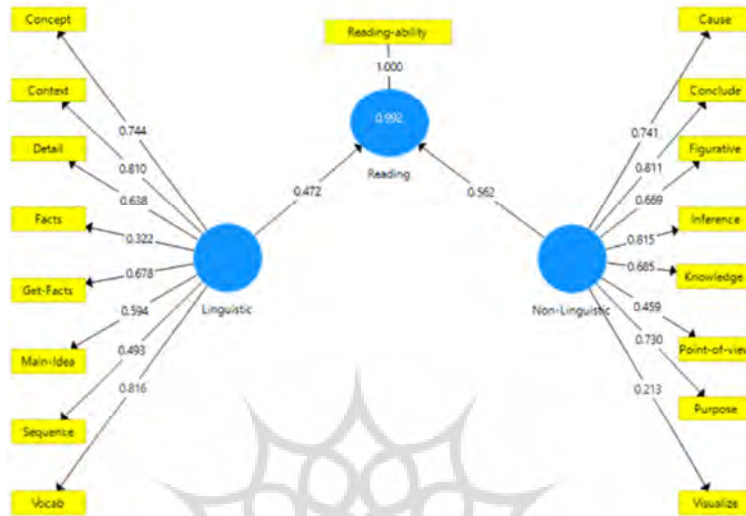 Concept
Context
Detail
Facts
Get-Facts
Main-Idea
Sequence
Vocab
0.744
0.810
0.638
0.322
0.678
0.594
0.493
0.816
Linguistic
0.472
Reading-ability
1.000
0.992
Reading
0.562
Non-Linguistic
0.741
0.811
0.669
0.815
0.685
0.459
0.730
0.213
Cause
Conclude
Figurative
Inference
Knowledge
Point-of-view
Purpose
Visualize